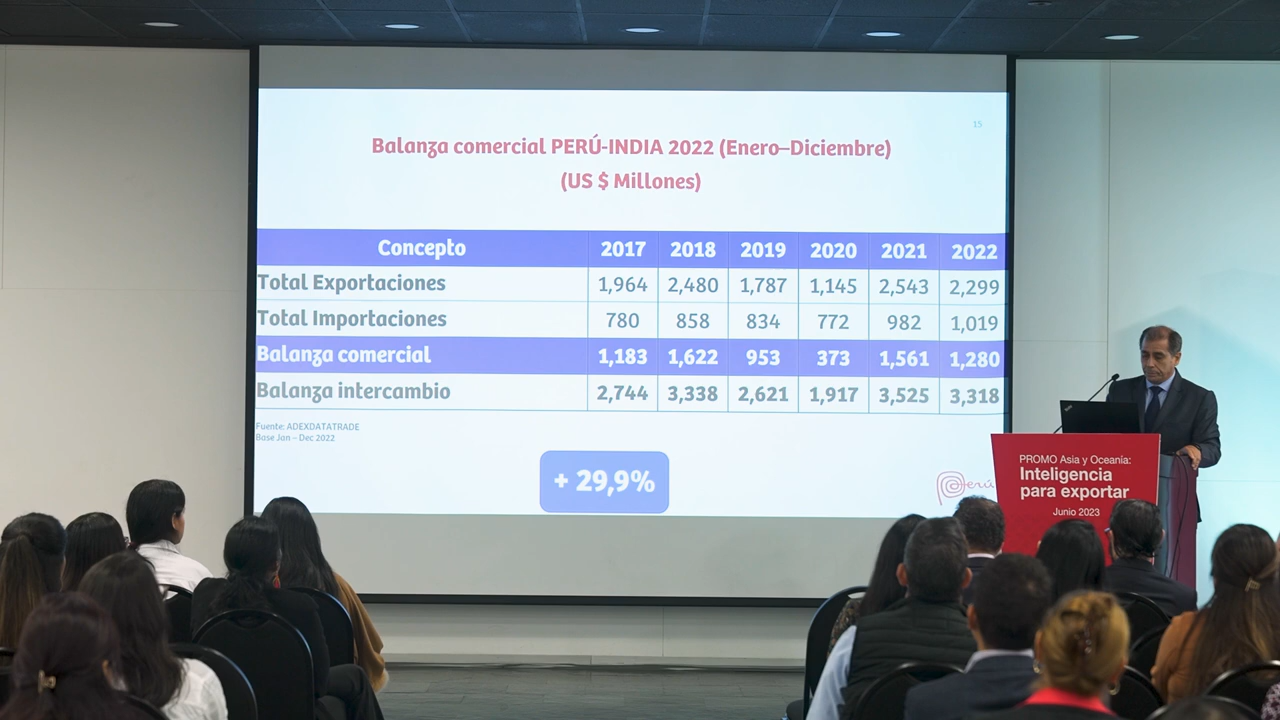 15
Balanza comercial PERÚ-INDIA 2022 (Enero–Diciembre)
(US $ Millones)
Concepto 2017 2018 2019 2020 2021 2022
Total Exportaciones 1,964 2,480 1,787 1,145 2,543 2,299
Total Importaciones 780 858 834 772 982 1,019
Balanza comercial 1,183 1,622 953 373 1,561 1,280
Balanza intercambio 2,744 3,338 2,621 1,917 3,525 3,318
Fuente: ADEXDATATRADE
Base Jan – Dec 2022
+ 29,9%
Perú
PROMO Asia y Oceanía:
Inteligencia
para exportar
Junio 2023